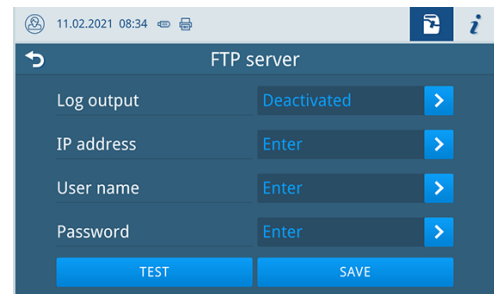 11.02.2021 08:34
i
FTP server
Log output Deactivated
IP address Enter
User name Enter
Password Enter
TEST SAVE